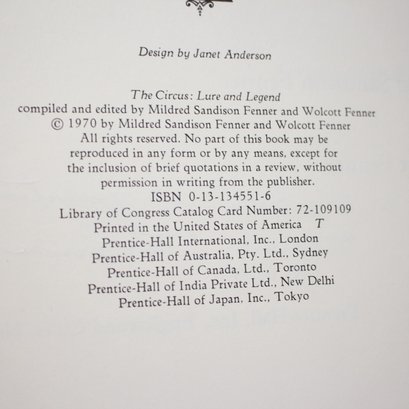 Design by Janet Anderson
The Circus: Lure and Legend
compiled and edited by Mildred Sandison Fenner and Wolcott Fenner
© 1970 by Mildred Sandison Fenner and Wolcott Fenner
All rights reserved. No part of this book may be
reproduced in any form or by any means, except for
the inclusion of brief quotations in a review, without
permission in writing from the publisher.
ISBN 0-13-134551-6
Library of Congress Catalog Card Number: 72-109109
Printed in the United States of America T
Prentice-Hall International, Inc., London
Prentice-Hall of Australia, Pty. Ltd., Sydney
Prentice-Hall of Canada, Ltd., Toronto
Prentice-Hall of India Private Ltd., New Delhi
Prentice-Hall of Japan. Inc., Tokyo